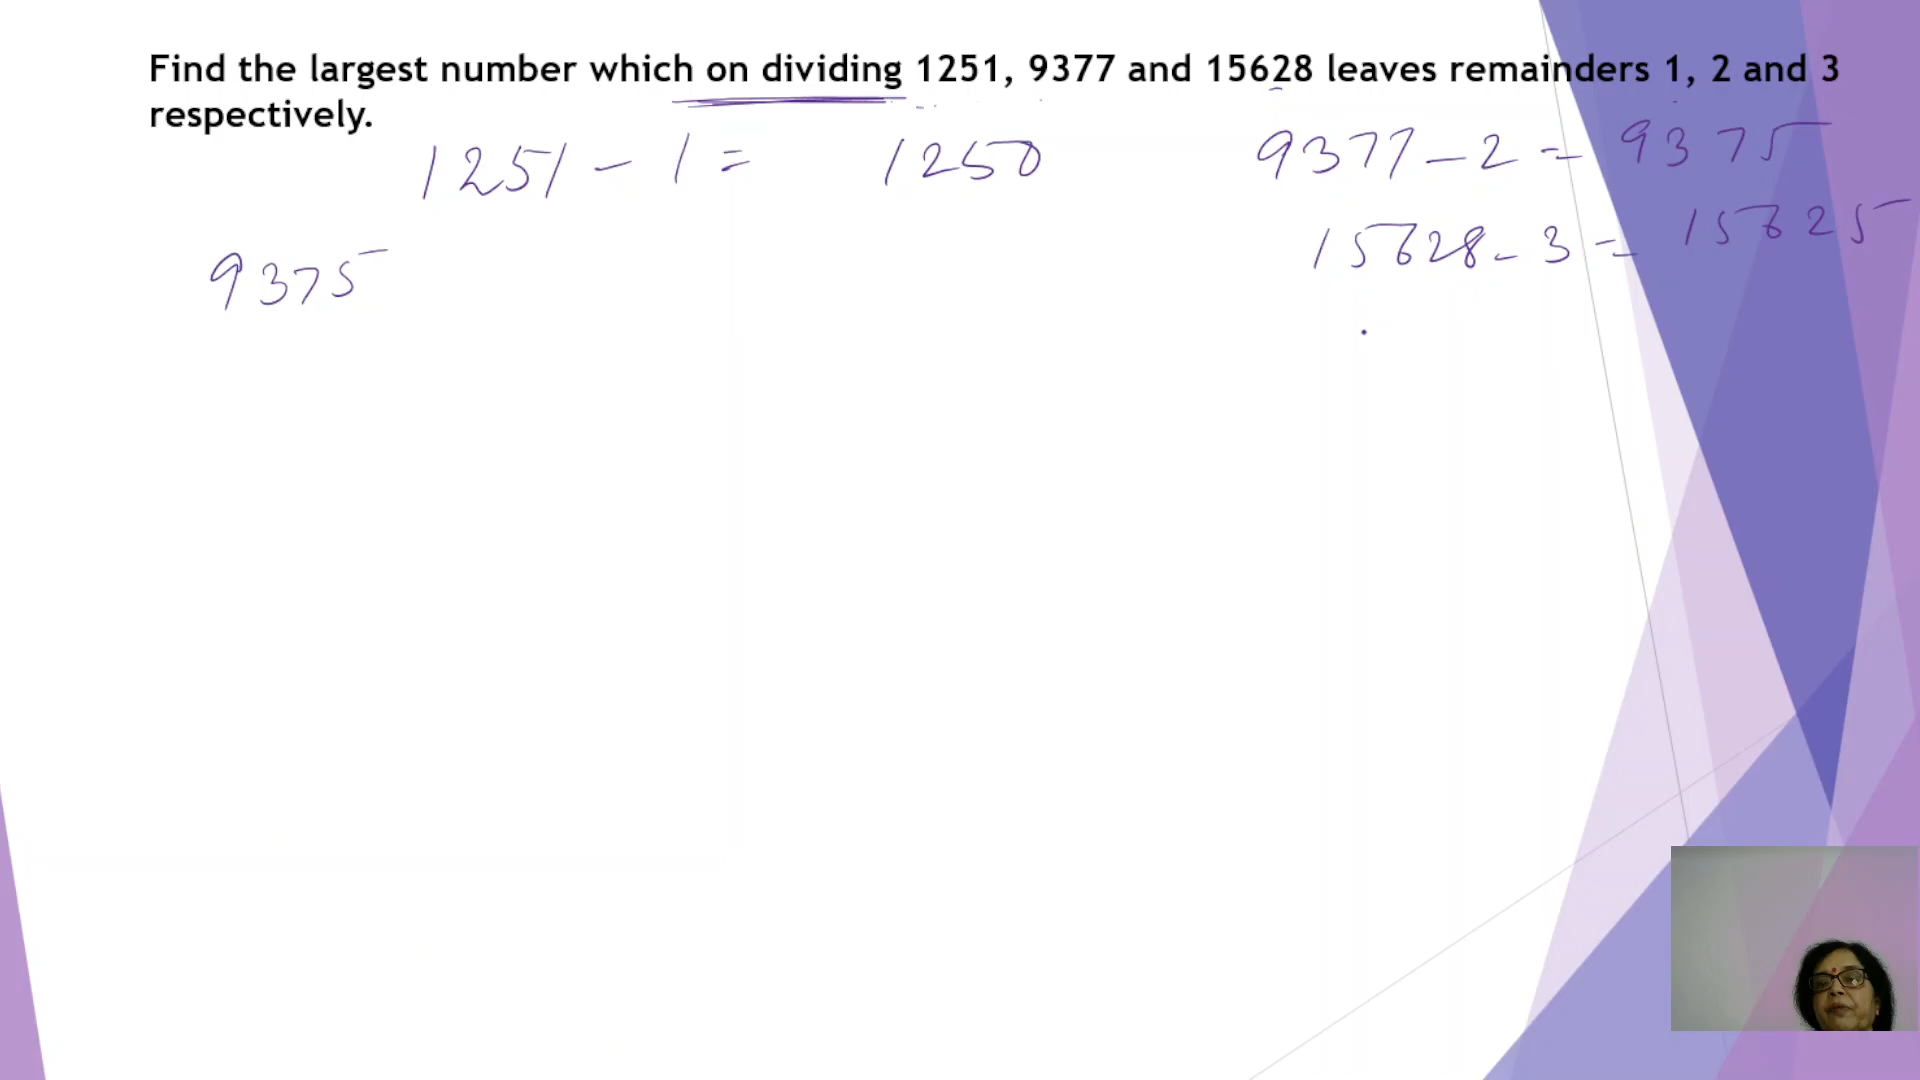 Find the largest number which on dividing 1251, 9377 and 15628 leaves remainders 1, 2 and 3
respectively.
1251 - 1 = 1250
9377 - 2 = 9375
15628 - 3 = 15625
9375